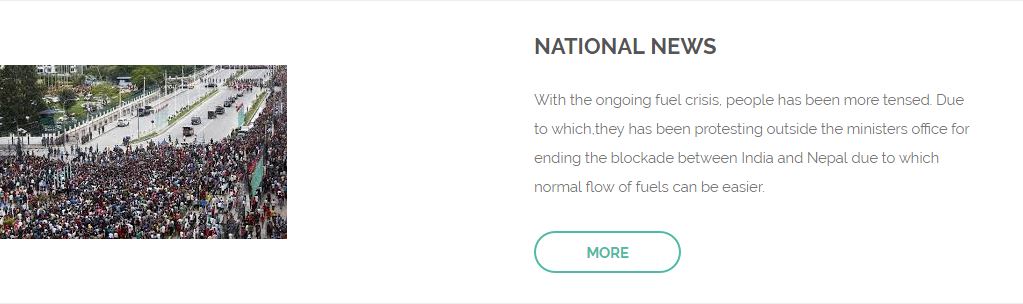 NATIONAL NEWS
With the ongoing fuel crisis, people has been more tensed. Due
to which,they has been protesting outside the ministers office for
ending the blockade between India and Nepal due to which
normal flow of fuels can be easier.
MORE